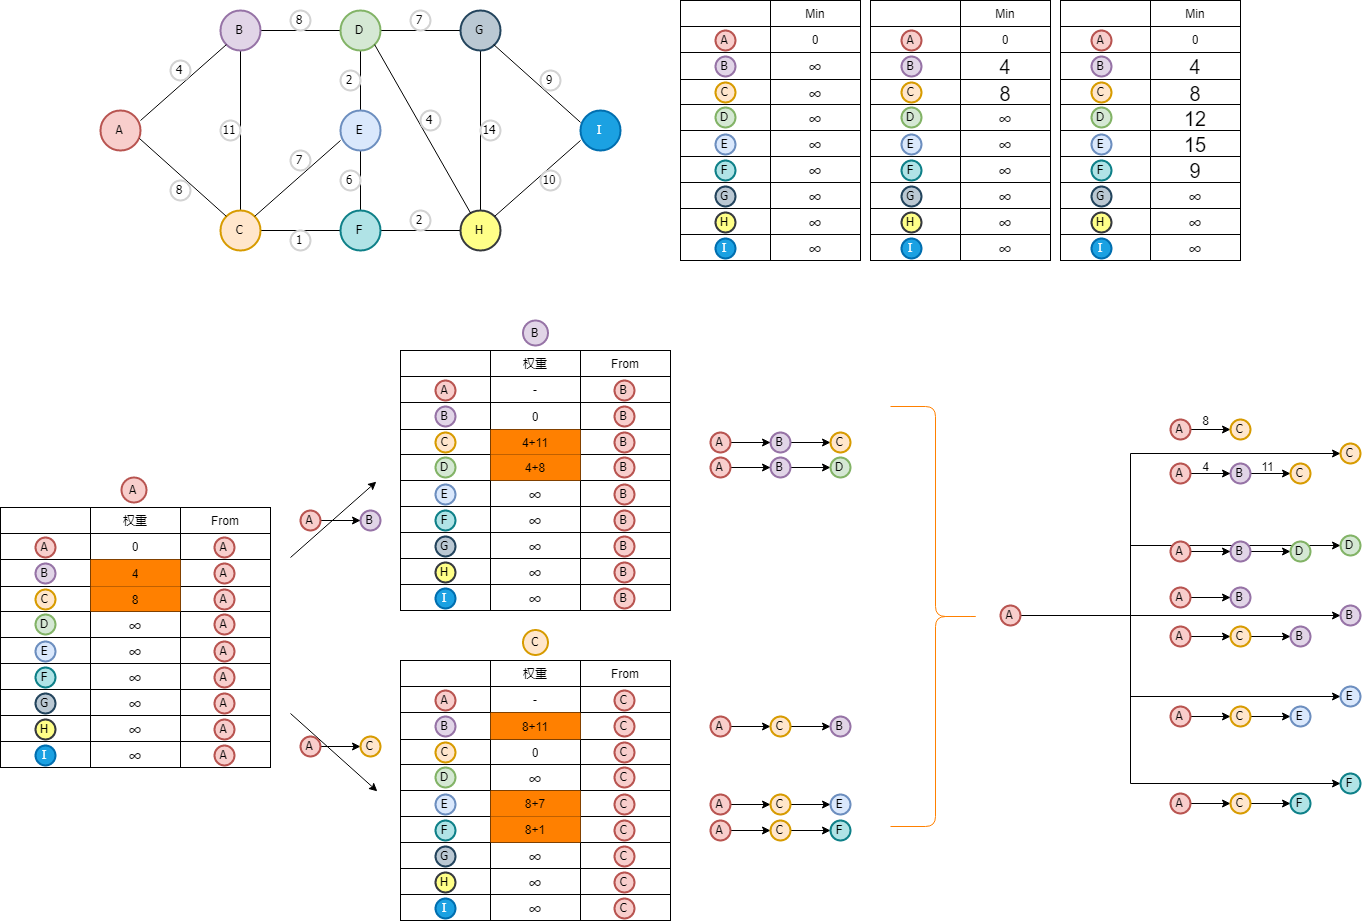 B 8 D 7 G
4 2 9
A 11 E 4 14 I
8 7 6 10
C 1 F 2 H
Min
A 0
B ∞
C ∞
D ∞
E ∞
F ∞
G ∞
H ∞
I ∞
Min
A 0
B 4
C 8
D ∞
E ∞
F ∞
G ∞
H ∞
I ∞
Min
A 0
B 4
C 8
D 12
E 15
F 9
G ∞
H ∞
I ∞
A
权重 From
A 0 A
B 4 A
C 8 A
D ∞ A
E ∞ A
F ∞ A
G ∞ A
H ∞ A
I ∞ A
A B
A C
B
权重 From
A - B
B 0 B
C 4+11 B
D 4+8 B
E ∞ B
F ∞ B
G ∞ B
H ∞ B
I ∞ B
C
权重 From
A - C
B 8+11 C
C 0 C
D ∞ C
E 8+7 C
F 8+1 C
G ∞ C
H ∞ C
I ∞ C
A B C
A B D
A C B
A C E
A C F
A
A 8 C
C
A 4 B 11 C
D
A B D
A B
B
A C B
E
A C E
F
A C F